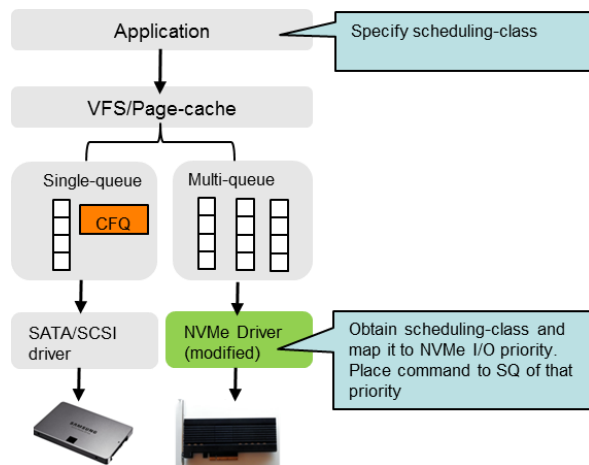 Application
Specify scheduling-class
VFS/Page-cache
Single-queue
Multi-queue
CFQ
SATA/SCSI
driver
NVMe Driver
(modified)
Obtain scheduling-class and
map it to NVMe I/O priority.
Place command to SQ of that
priority
SAMSUNG